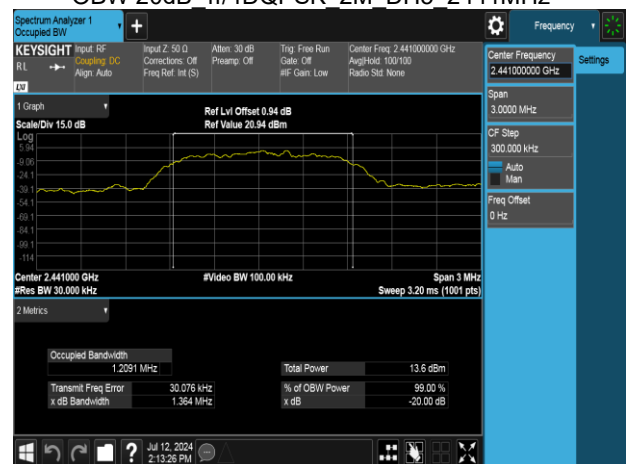 OBW 20dB_π/4DQPSK_2M_DH5_2441MHz
Spectrum Analyzer 1
Occupied BW
Frequency
KEYSIGHT
Input: RF
Input Z: 50 Ω
Atten: 30 dB
Trig: Free Run
Center Freq: 2.441000000 GHz
RL
Coupling: DC
Corrections: Off
Preamp: Off
Gate: Off
Avg|Hold: 100/100
Align: Auto
Freq Ref: Int (S)
#IF Gain: Low
Radio Std: None
LXI
Center Frequency
2.441000000 GHz
Settings
Span
3.0000 MHz
CF Step
300.000 kHz
Auto
Man
Freq Offset
0 Hz
1 Graph
Ref Lvl Offset 0.94 dB
Scale/Div 15.0 dB
Ref Value 20.94 dBm
Log
5.94
-9.06
-24.1
-39.1
-54.1
-69.1
-84.1
-99.1
-114
Center 2.441000 GHz
#Video BW 100.00 kHz
Span 3 MHz
#Res BW 30.000 kHz
Sweep 3.20 ms (1001 pts)
2 Metrics
Occupied Bandwidth
1.2091 MHz
Total Power
13.6 dBm
Transmit Freq Error
30.076 kHz
% of OBW Power
99.00 %
x dB Bandwidth
1.364 MHz
x dB
-20.00 dB
Jul 12, 2024
2:13:26 PM